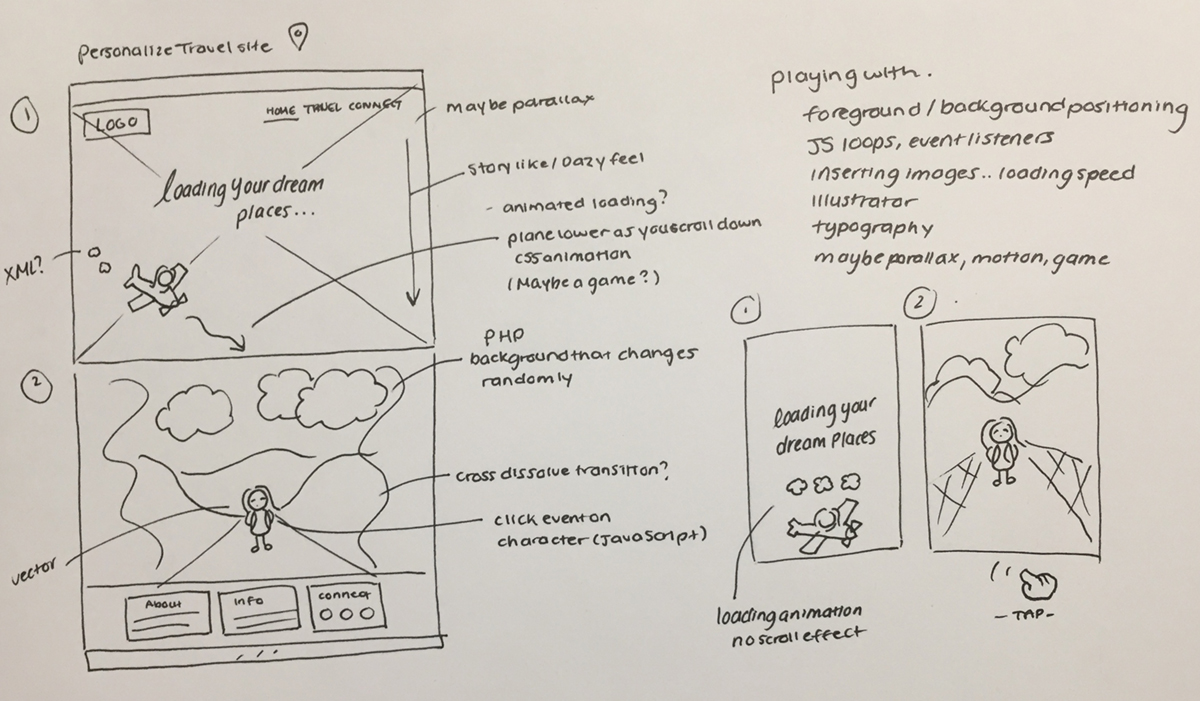 Personalize Travel site
1
LOGO
HOME TRAVEL CONNECT
loading your dream
places...
XML?
maybe parallax
story like / Dazy feel
- animated loading?
plane lower as you scroll down
css animation
(Maybe a game?)
2
PHP
background that changes
randomly
cross dissolve transition?
click event on
character (JavaScript)
vector
About
Info
connect
playing with.
foreground / background positioning
JS loops, event listeners
inserting images.. loading speed
Illustrator
typography
maybe parallax, motion, game
1
loading your
dream places
loading animation
no scroll effect
2
- TAP -